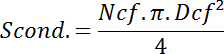 Scond. = Ncf . π . Dcf² / 4